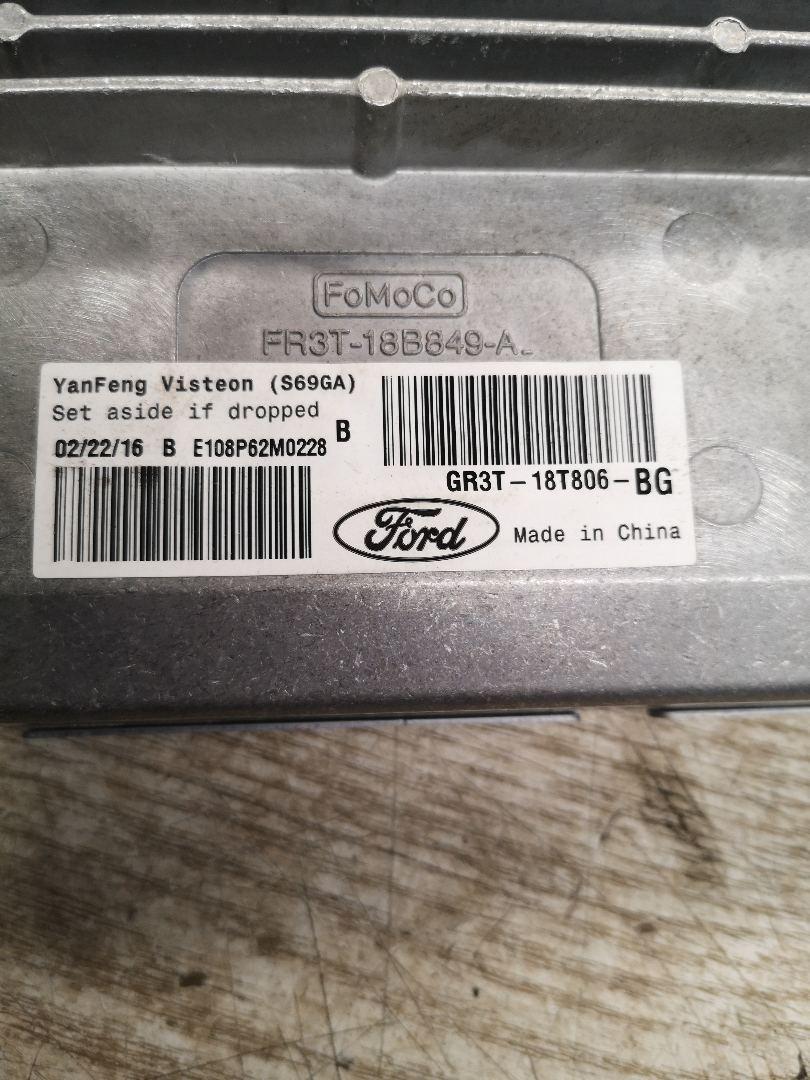 FoMoCo
FR3T-18B849-A
YanFeng Visteon (S69GA)
Set aside if dropped
02/22/16 B E108P62M0228 B
GR3T-18T806-BG
Ford
Made in China